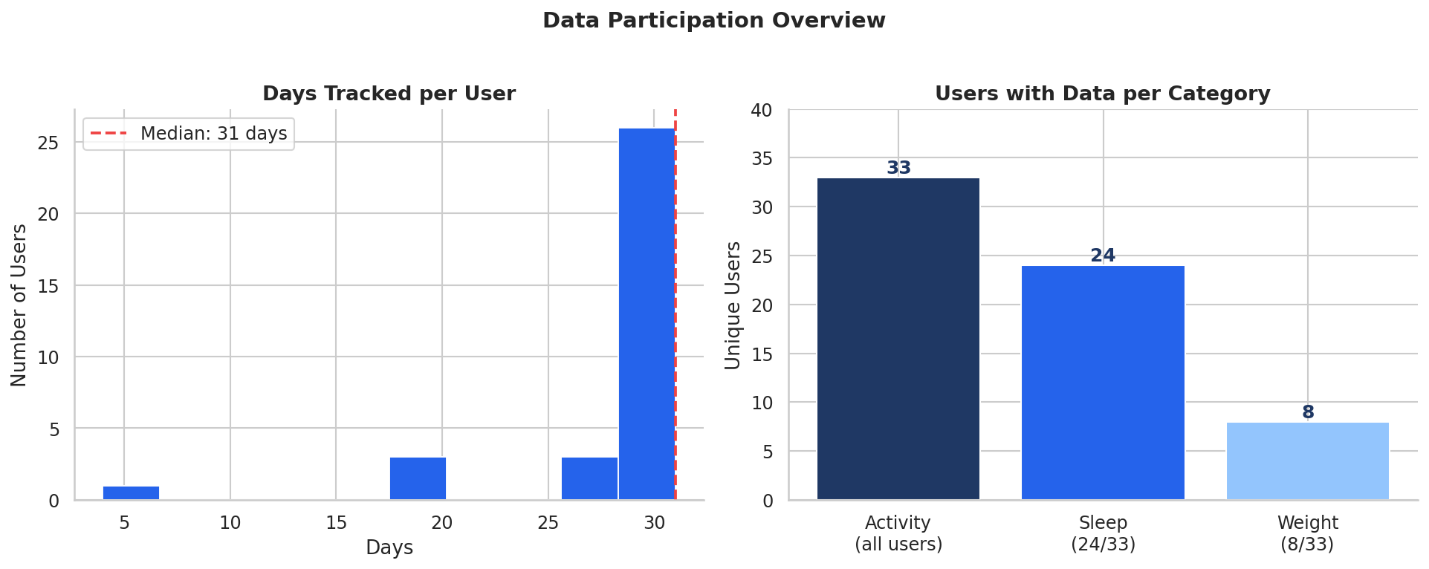 Data Participation Overview
Days Tracked per User
Median: 31 days
25
20
15
10
5
0
Number of Users
5 10 15 20 25 30
Days
Users with Data per Category
40
35
30
25
20
15
10
5
0
Unique Users
33
24
8
Activity
(all users)
Sleep
(24/33)
Weight
(8/33)